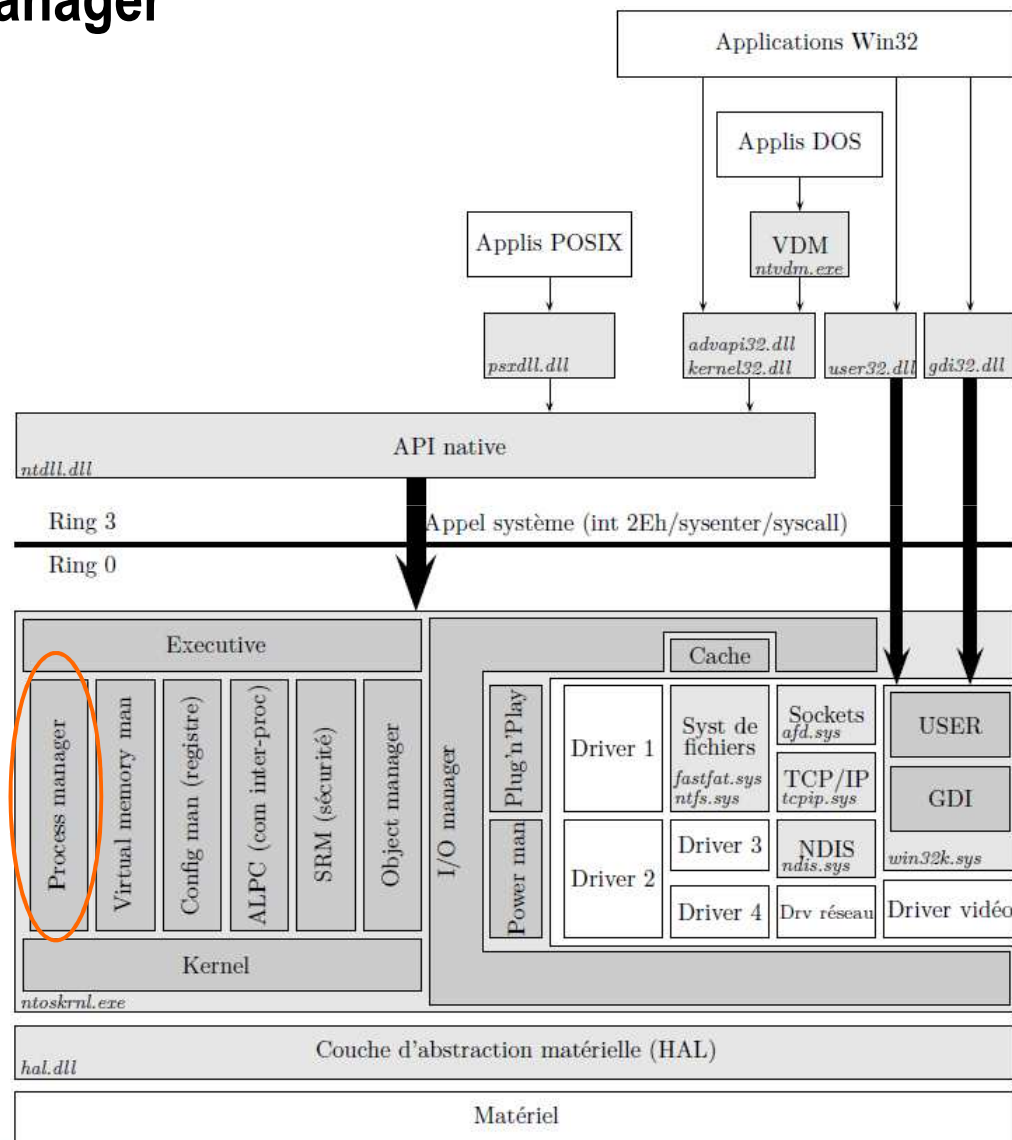 anager
Applications Win32
Applis DOS
Applis POSIX
VDM
ntvdm.exe
psxdll.dll
advapi32.dll
kernel32.dll
user32.dll
gdi32.dll
API native
ntdll.dll
Ring 3
Appel système (int 2Eh/sysenter/syscall)
Ring 0
Executive
Process manager
Virtual memory man
Config man (registre)
ALPC (com inter-proc)
SRM (sécurité)
Object manager
Kernel
ntoskrnl.exe
I/O manager
Plug'n'Play
Power man
Cache
Driver 1
Driver 2
Syst de
fichiers
fastfat.sys
ntfs.sys
Driver 3
Driver 4
Sockets
afd.sys
TCP/IP
tcpip.sys
NDIS
ndis.sys
Drv réseau
USER
GDI
win32k.sys
Driver vidéo
Couche d'abstraction matérielle (HAL)
hal.dll
Matériel